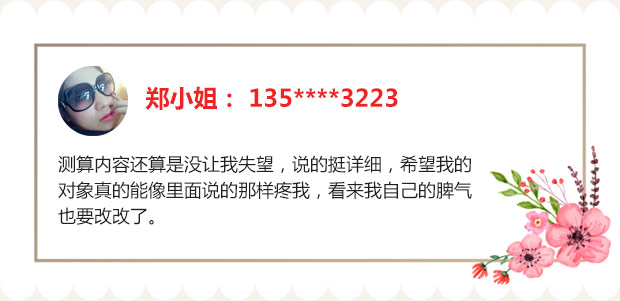 郑小姐： 135****3223
测算内容还算是没让我失望，说的挺详细，希望我的
对象真的能像里面说的那样疼我，看来我自己的脾气
也要改改了。